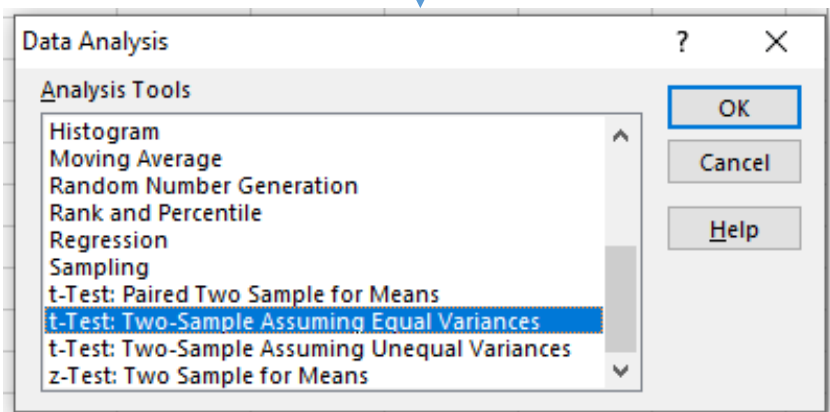 Data Analysis ? ×
Analysis Tools
Histogram
Moving Average
Random Number Generation
Rank and Percentile
Regression
Sampling
t-Test: Paired Two Sample for Means
t-Test: Two-Sample Assuming Equal Variances
t-Test: Two-Sample Assuming Unequal Variances
z-Test: Two Sample for Means
OK
Cancel
Help